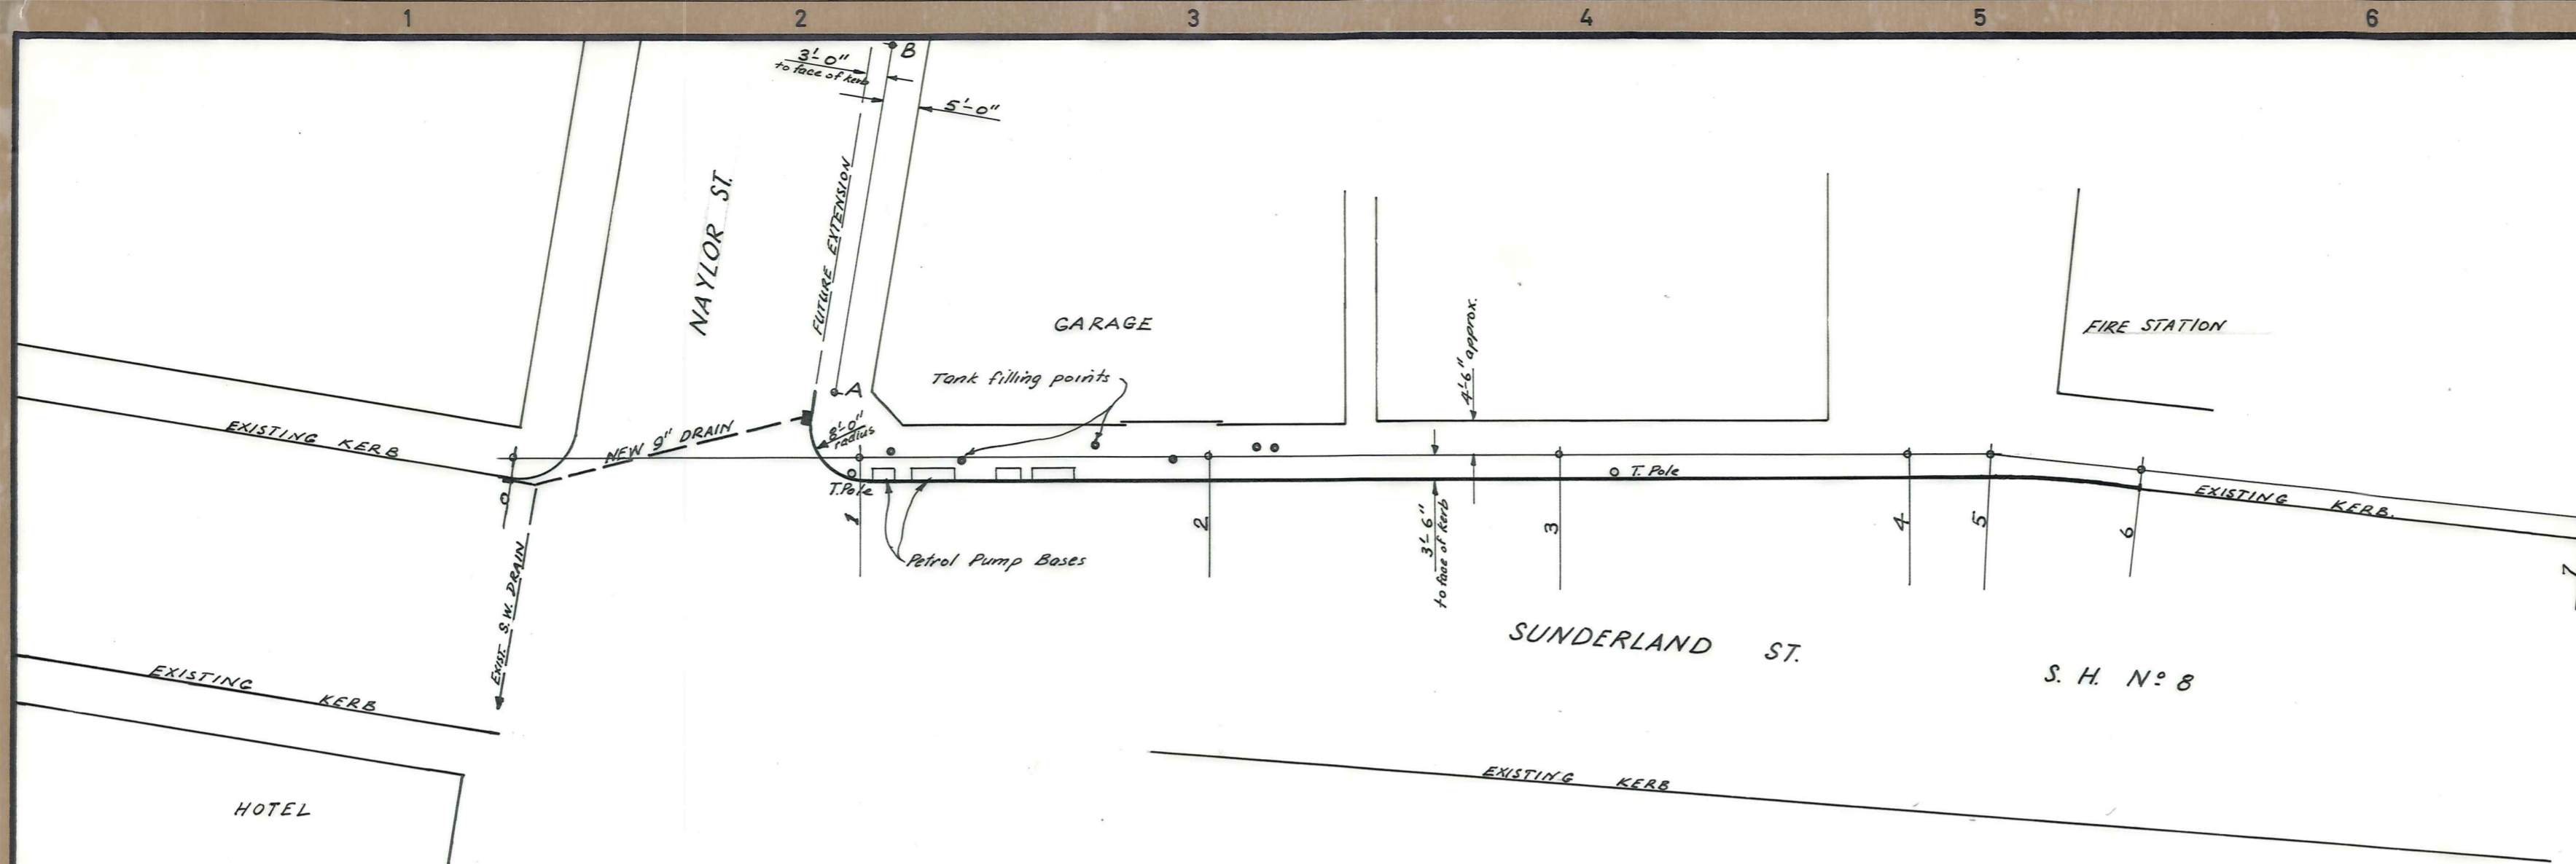 1 2 3 4 5 6
3'-0"
to face of kerb
B
5'-0"
NAYLOR ST.
FUTURE EXTENSION
GARAGE
FIRE STATION
Tank filling points
A
4'-6" approx.
EXISTING KERB
NEW 9" DRAIN
8'-0"
radius
T. Pole
T. Pole
0
1
2
3
4
5
6
7
EXISTING KERB.
3'-6"
to face of kerb
Petrol Pump Bases
EXIST. S.W. DRAIN
SUNDERLAND ST.
S. H. Nº 8
EXISTING KERB
EXISTING KERB
HOTEL